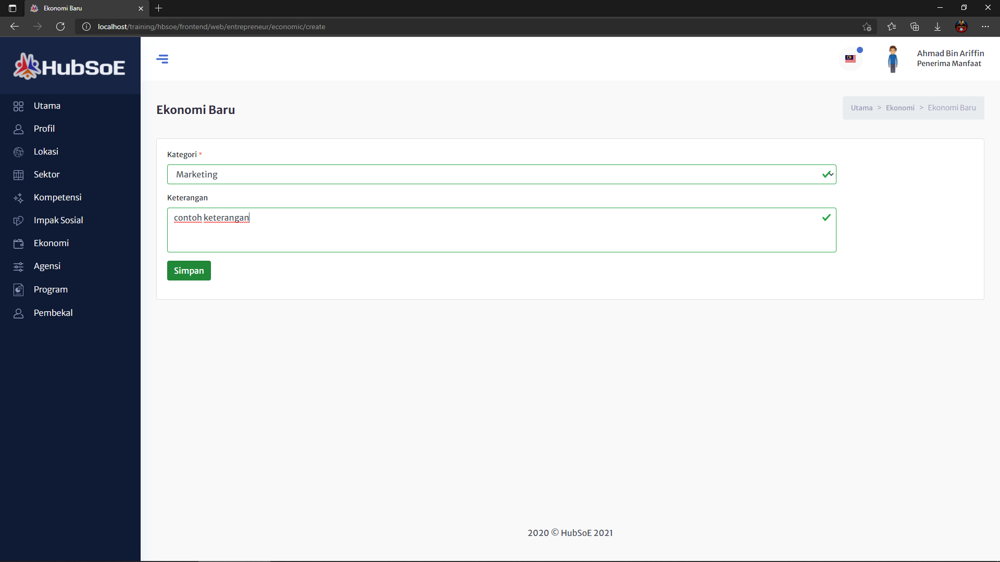 Ekonomi Baru
localhost/training/hbsoe/frontend/web/entrepreneur/economic/create
HubSoE
Ahmad Bin Ariffin
Penerima Manfaat
Utama
Profil
Lokasi
Sektor
Kompetensi
Impak Sosial
Ekonomi
Agensi
Program
Pembekal
Ekonomi Baru
Utama > Ekonomi > Ekonomi Baru
Kategori *
Marketing
Keterangan
contoh keterangan
Simpan
2020 © HubSoE 2021